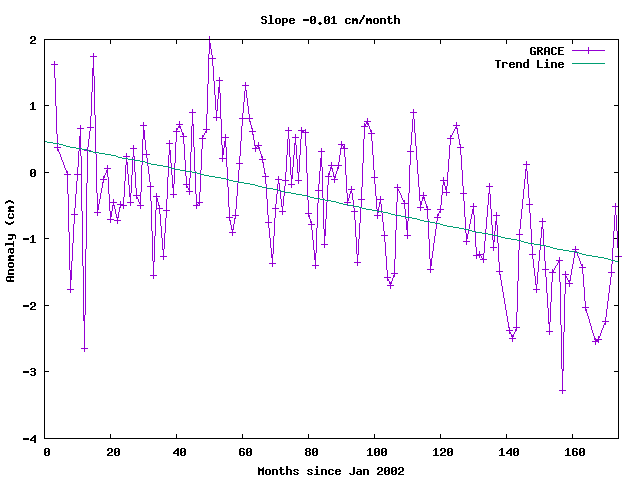 Slope -0.01 cm/month
GRACE
Trend Line
2
1
0
-1
-2
-3
-4
Anomaly (cm)
0 20 40 60 80 100 120 140 160
Months since Jan 2002